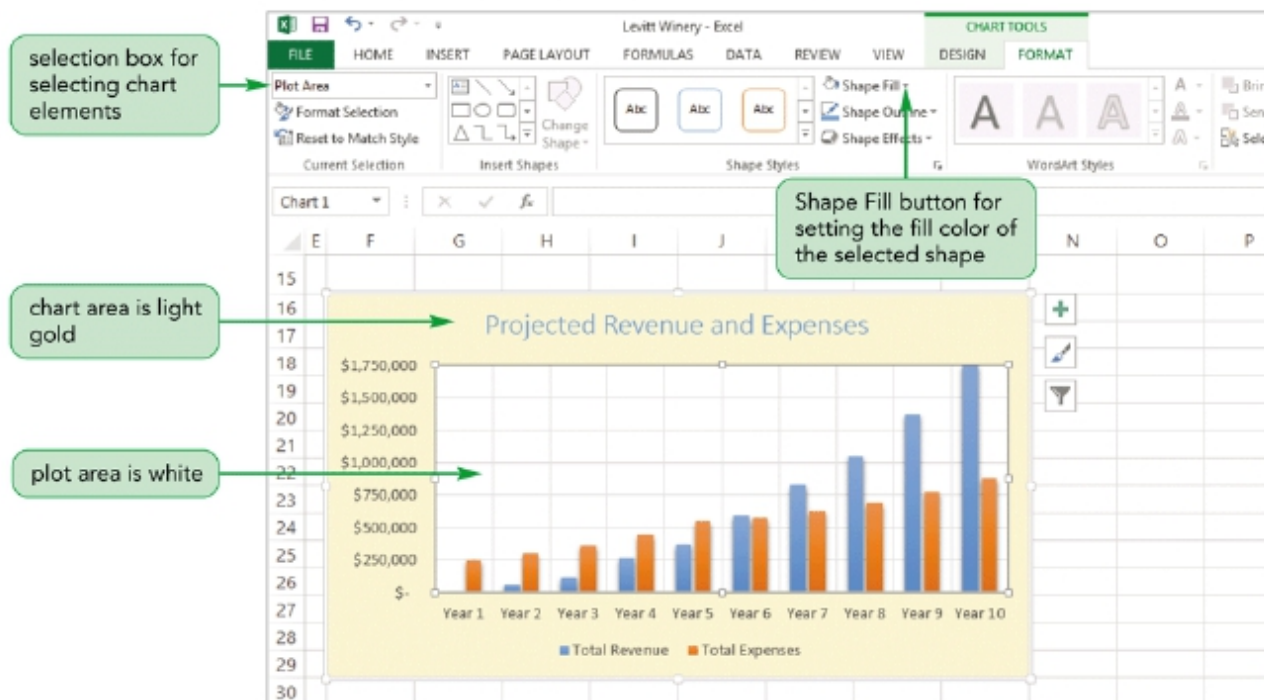 Levitt Winery - Excel
CHART TOOLS
FILE HOME INSERT PAGE LAYOUT FORMULAS DATA REVIEW VIEW DESIGN FORMAT
selection box for
selecting chart
elements
Plot Area
Format Selection
Reset to Match Style
Current Selection
Change
Shape
Insert Shapes
Abc Abc Abc
Shape Fill
Shape Outline
Shape Effects
Shape Styles
A A A
WordArt Styles
A
A
A
Brin
Sen
Sele
Chart 1
fx
Shape Fill button for
setting the fill color of
the selected shape
E F G H I J N O P
15
16
17
18
19
20
21
22
23
24
25
26
27
28
29
30
chart area is light
gold
plot area is white
Projected Revenue and Expenses
$1,750,000
$1,500,000
$1,250,000
$1,000,000
$750,000
$500,000
$250,000
$-
Year 1 Year 2 Year 3 Year 4 Year 5 Year 6 Year 7 Year 8 Year 9 Year 10
Total Revenue Total Expenses